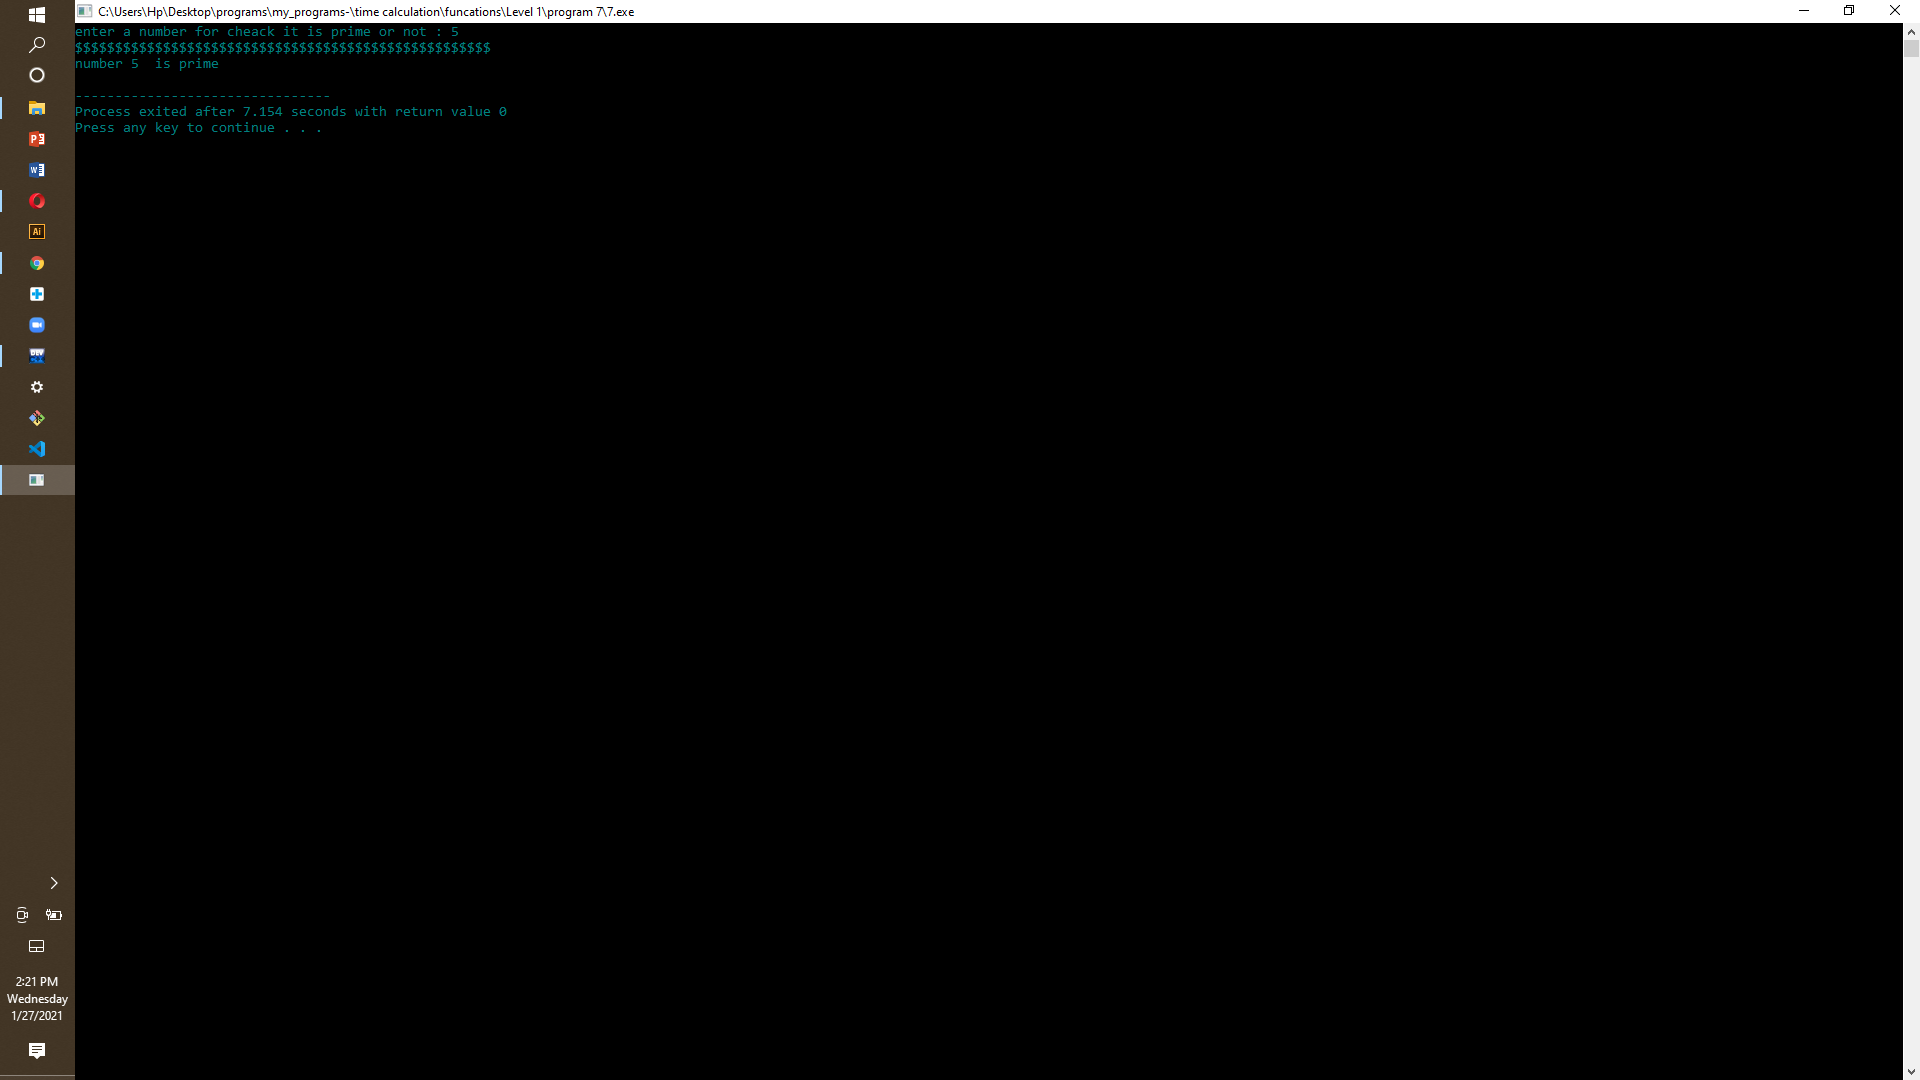 C:\Users\Hp\Desktop\programs\my_programs-\time calculation\funcations\Level 1\program 7\7.exe
enter a number for cheack it is prime or not : 5
$$$$$$$$$$$$$$$$$$$$$$$$$$$$$$$$$$$$$$$$$$$$$$$$$$$$
number 5  is prime
--------------------------------
Process exited after 7.154 seconds with return value 0
Press any key to continue . . .
P
W
Ai
DEV
2:21 PM
Wednesday
1/27/2021